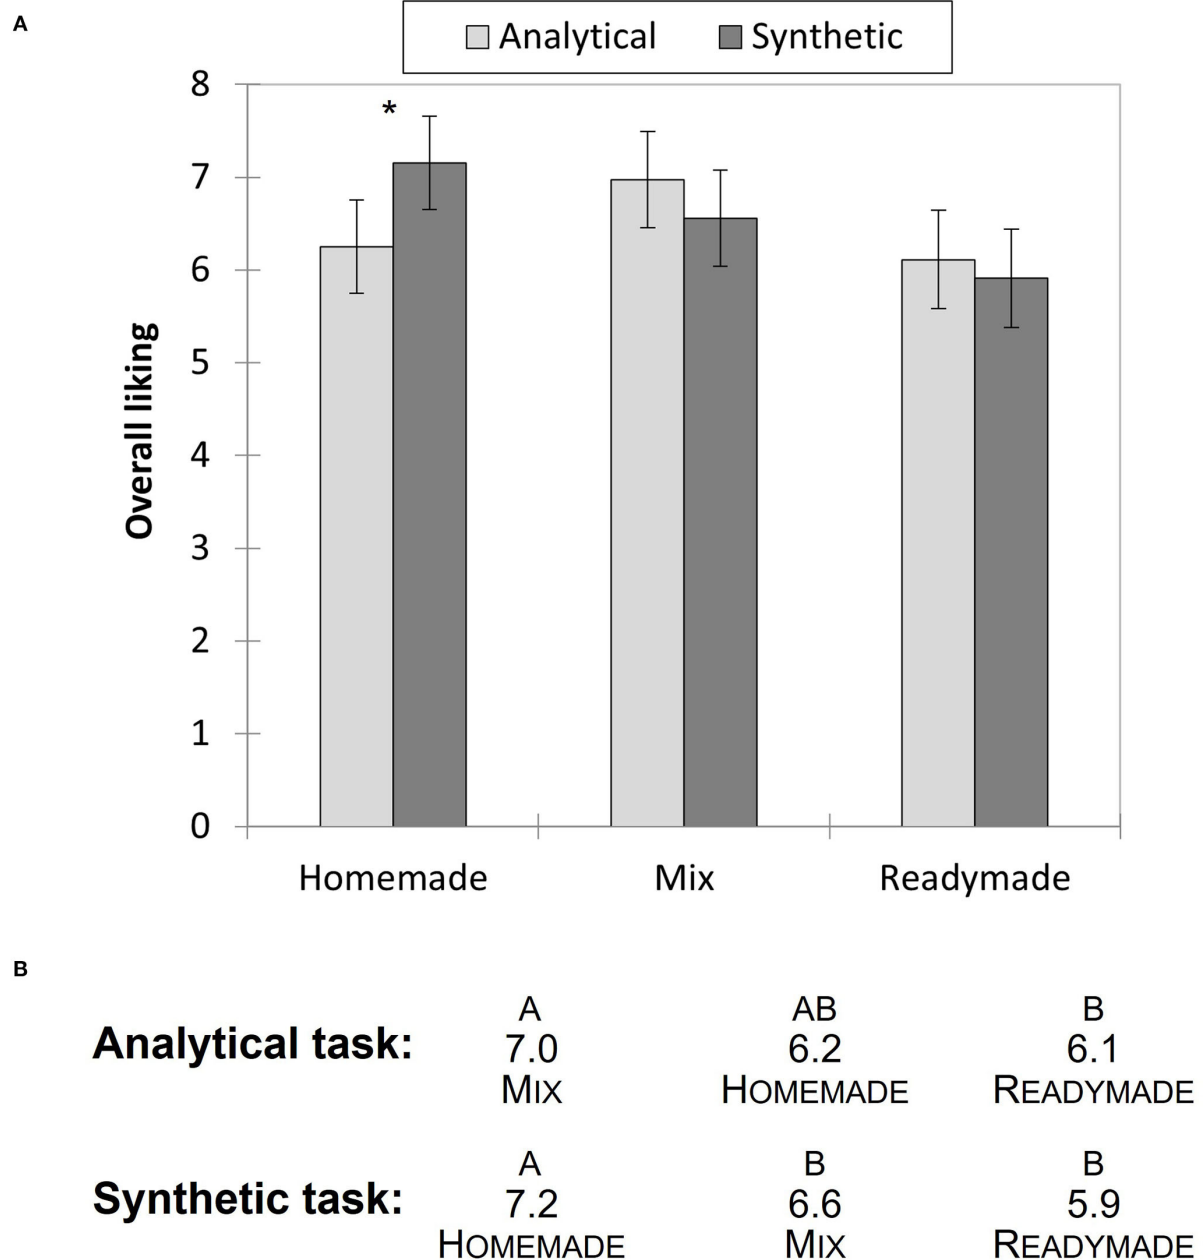 A
Analytical Synthetic
8
*
7
6
5
4
3
2
1
0
Overall liking
Homemade Mix Readymade
B
A AB B
Analytical task: 7.0 6.2 6.1
MIX HOMEMADE READYMADE
A B B
Synthetic task: 7.2 6.6 5.9
HOMEMADE MIX READYMADE